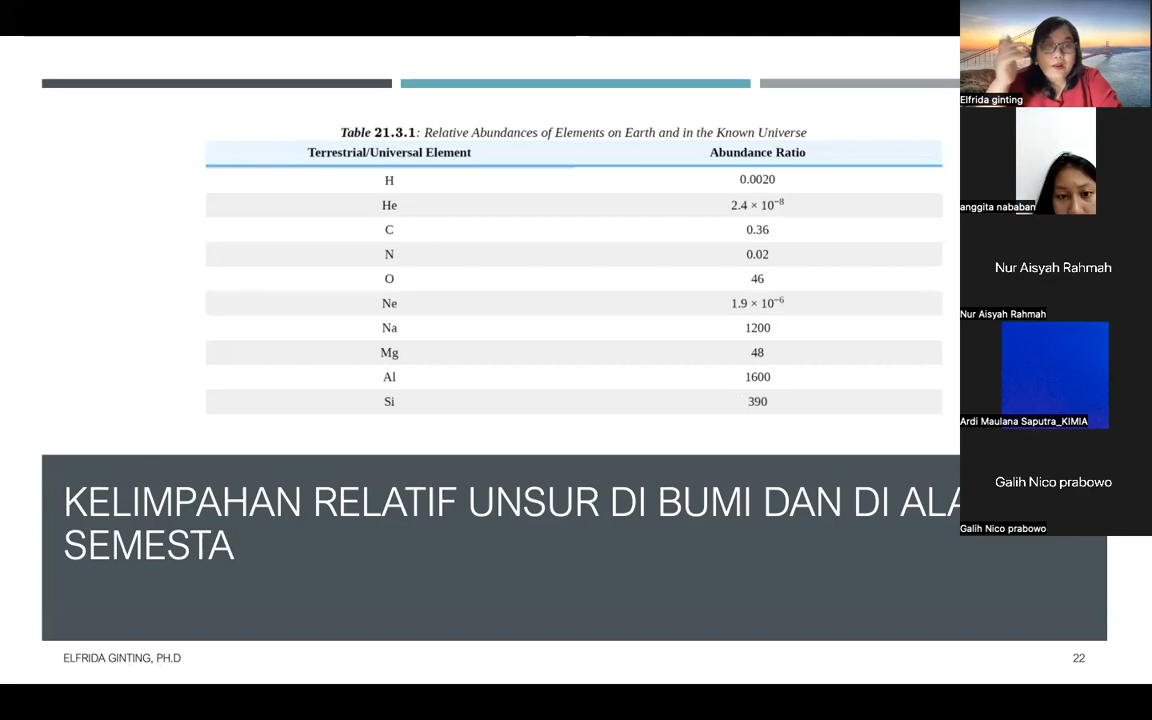 Table 21.3.1: Relative Abundances of Elements on Earth and in the Known Universe
Terrestrial/Universal Element Abundance Ratio
H 0.0020
He 2.4 × 10⁻⁸
C 0.36
N 0.02
O 46
Ne 1.9 × 10⁻⁶
Na 1200
Mg 48
Al 1600
Si 390
KELIMPAHAN RELATIF UNSUR DI BUMI DAN DI ALA
SEMESTA
ELFRIDA GINTING, PH.D 22
Elfrida ginting
anggita nababan
Nur Aisyah Rahmah
Nur Aisyah Rahmah
Ardi Maulana Saputra_KIMIA
Galih Nico prabowo
Galih Nico prabowo